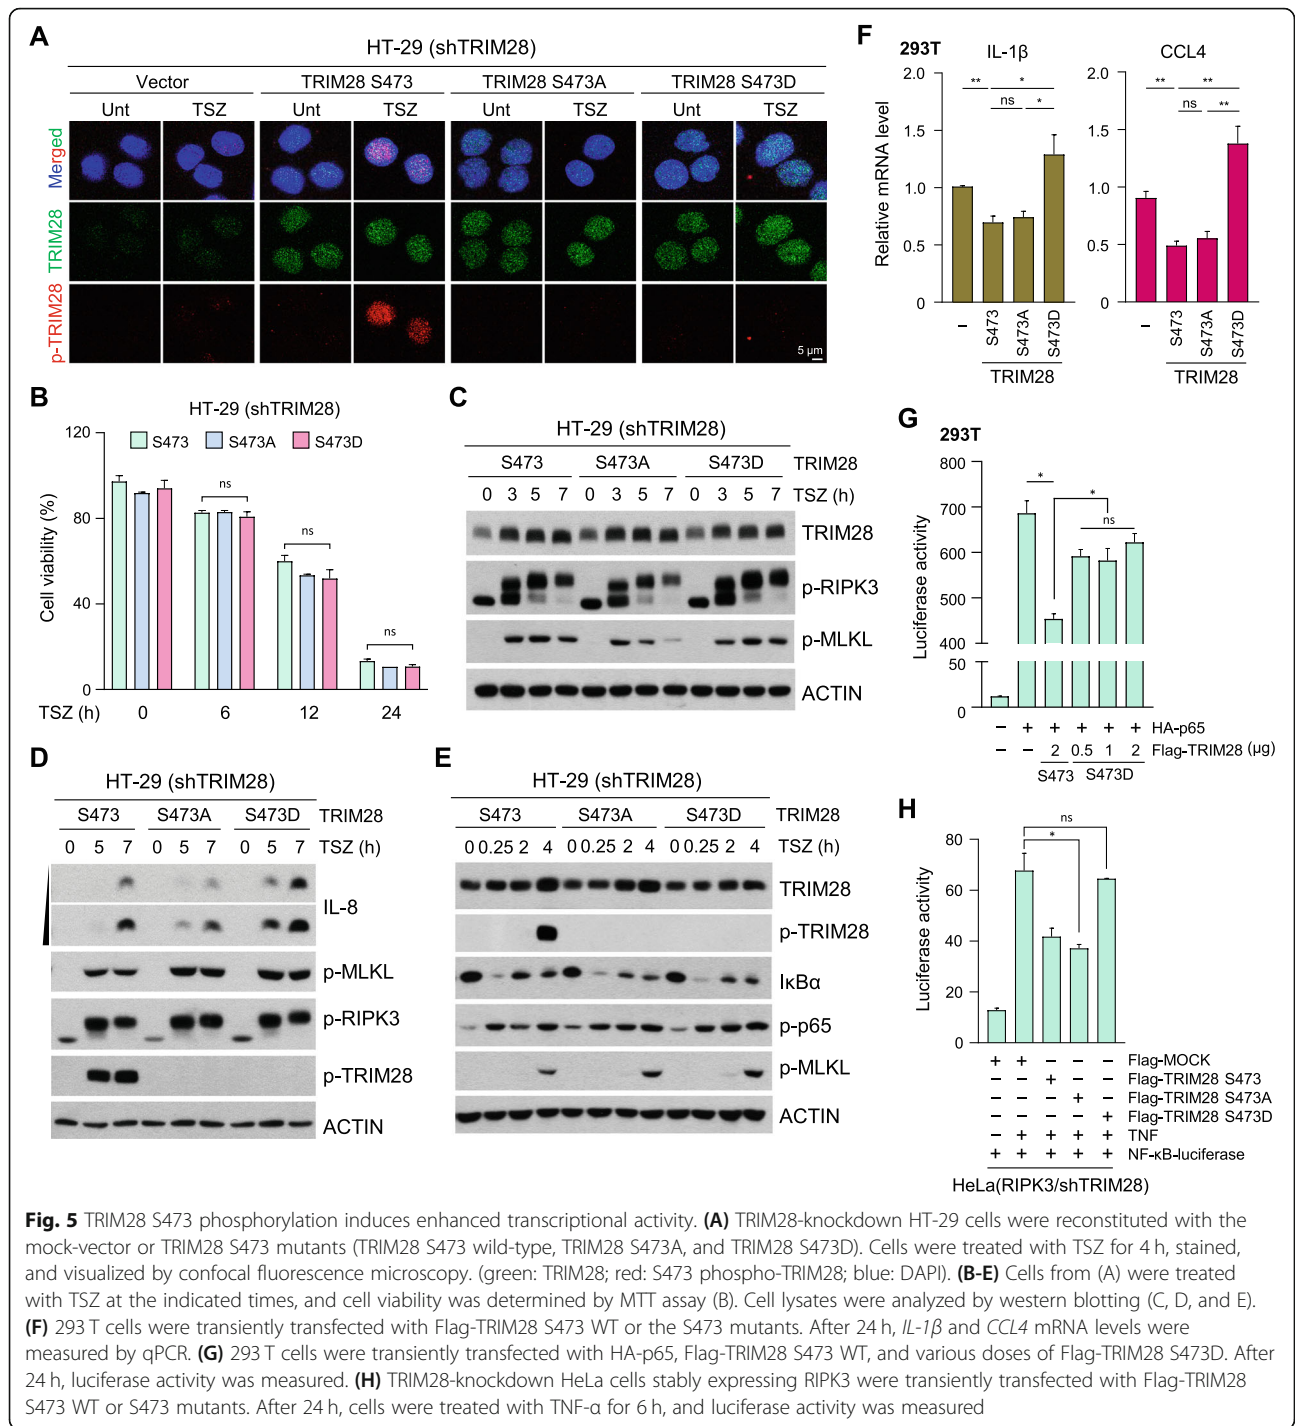 A
HT-29 (shTRIM28)
Vector TRIM28 S473 TRIM28 S473A TRIM28 S473D
Unt TSZ Unt TSZ Unt TSZ Unt TSZ
Merged
TRIM28
p-TRIM28
5 µm
B
HT-29 (shTRIM28)
S473 S473A S473D
Cell viability (%)
120
80
40
0
ns ns ns
TSZ (h) 0 6 12 24
C
HT-29 (shTRIM28)
S473 S473A S473D TRIM28
0 3 5 7 0 3 5 7 0 3 5 7 TSZ (h)
TRIM28
p-RIPK3
p-MLKL
ACTIN
D
HT-29 (shTRIM28)
S473 S473A S473D TRIM28
0 5 7 0 5 7 0 5 7 TSZ (h)
IL-8
p-MLKL
p-RIPK3
p-TRIM28
ACTIN
E
HT-29 (shTRIM28)
S473 S473A S473D TRIM28
0 0.25 2 4 0 0.25 2 4 0 0.25 2 4 TSZ (h)
TRIM28
p-TRIM28
IκBα
p-p65
p-MLKL
ACTIN
F
293T
IL-1β CCL4
Relative mRNA level
2.0
1.5
1.0
0.5
0
** *
ns *
– S473 S473A S473D
TRIM28
2.0
1.5
1.0
0.5
0
** **
ns **
– S473 S473A S473D
TRIM28
G
293T
Luciferase activity
800
700
600
500
400
50
0
* *
ns
– + + + + + HA-p65
– – 2 0.5 1 2 Flag-TRIM28 (µg)
S473 S473D
H
Luciferase activity
80
60
40
20
0
ns
*
+ + – – – Flag-MOCK
– – + – – Flag-TRIM28 S473
– – – + – Flag-TRIM28 S473A
– – – – + Flag-TRIM28 S473D
– + + + + TNF
+ + + + + NF-κB-luciferase
HeLa(RIPK3/shTRIM28)
Fig. 5 TRIM28 S473 phosphorylation induces enhanced transcriptional activity. (A) TRIM28-knockdown HT-29 cells were reconstituted with the
mock-vector or TRIM28 S473 mutants (TRIM28 S473 wild-type, TRIM28 S473A, and TRIM28 S473D). Cells were treated with TSZ for 4 h, stained,
and visualized by confocal fluorescence microscopy. (green: TRIM28; red: S473 phospho-TRIM28; blue: DAPI). (B-E) Cells from (A) were treated
with TSZ at the indicated times, and cell viability was determined by MTT assay (B). Cell lysates were analyzed by western blotting (C, D, and E).
(F) 293 T cells were transiently transfected with Flag-TRIM28 S473 WT or the S473 mutants. After 24 h, IL-1β and CCL4 mRNA levels were
measured by qPCR. (G) 293 T cells were transiently transfected with HA-p65, Flag-TRIM28 S473 WT, and various doses of Flag-TRIM28 S473D. After
24 h, luciferase activity was measured. (H) TRIM28-knockdown HeLa cells stably expressing RIPK3 were transiently transfected with Flag-TRIM28
S473 WT or S473 mutants. After 24 h, cells were treated with TNF-α for 6 h, and luciferase activity was measured